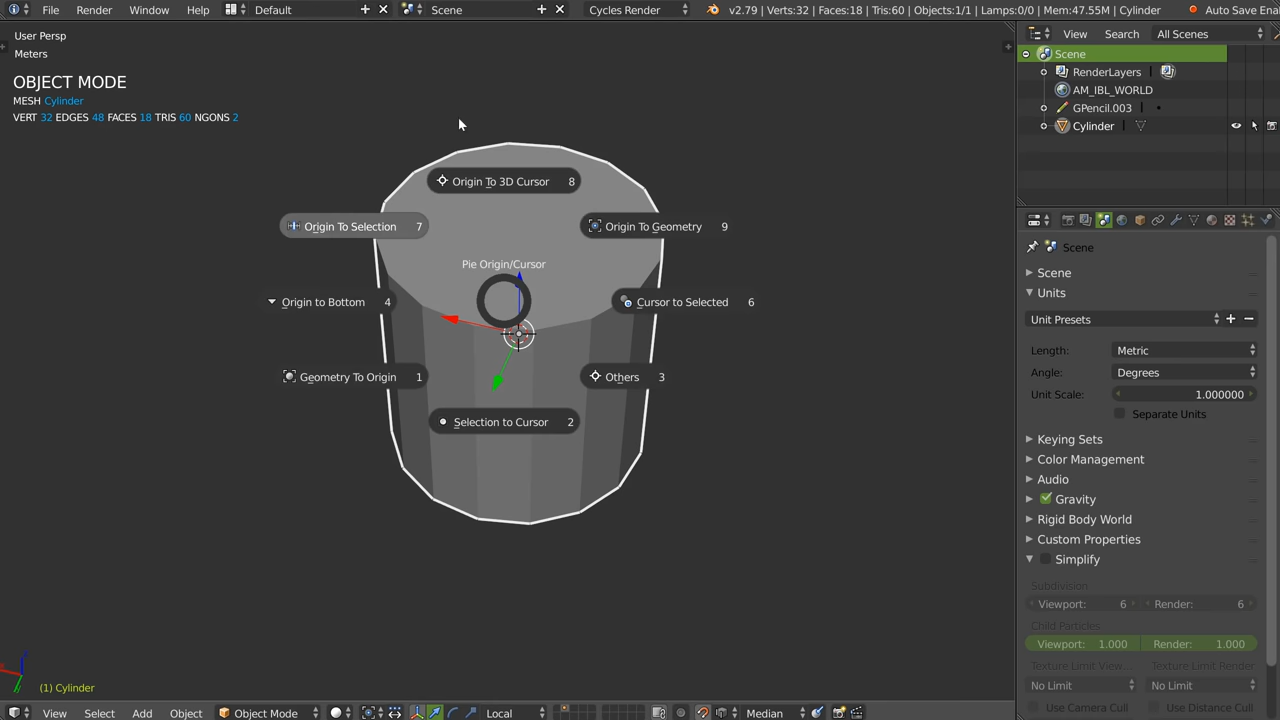 File Render Window Help Default Scene Cycles Render v2.79 | Verts:32 | Faces:18 | Tris:60 | Objects:1/1 | Lamps:0/0 | Mem:47.55M | Cylinder Auto Save Enal
User Persp
Meters
OBJECT MODE
MESH Cylinder
VERT 32 EDGES 48 FACES 18 TRIS 60 NGONS 2
Origin To 3D Cursor 8
Origin To Selection 7
Origin To Geometry 9
Pie Origin/Cursor
Origin to Bottom 4
Cursor to Selected 6
Geometry To Origin 1
Others 3
Selection to Cursor 2
(1) Cylinder
View Select Add Object Object Mode Local Median
View Search All Scenes
Scene
RenderLayers |
AM_IBL_WORLD
GPencil.003 |
Cylinder |
Scene
Scene
Units
Unit Presets
Length: Metric
Angle: Degrees
Unit Scale: 1.000000
Separate Units
Keying Sets
Color Management
Audio
Gravity
Rigid Body World
Custom Properties
Simplify
Subdivision
Viewport: 6 Render: 6
Child Particles
Viewport: 1.000 Render: 1.000
Texture Limit View... Texture Limit Render
No Limit No Limit
Use Camera Cull Use Distance Cull